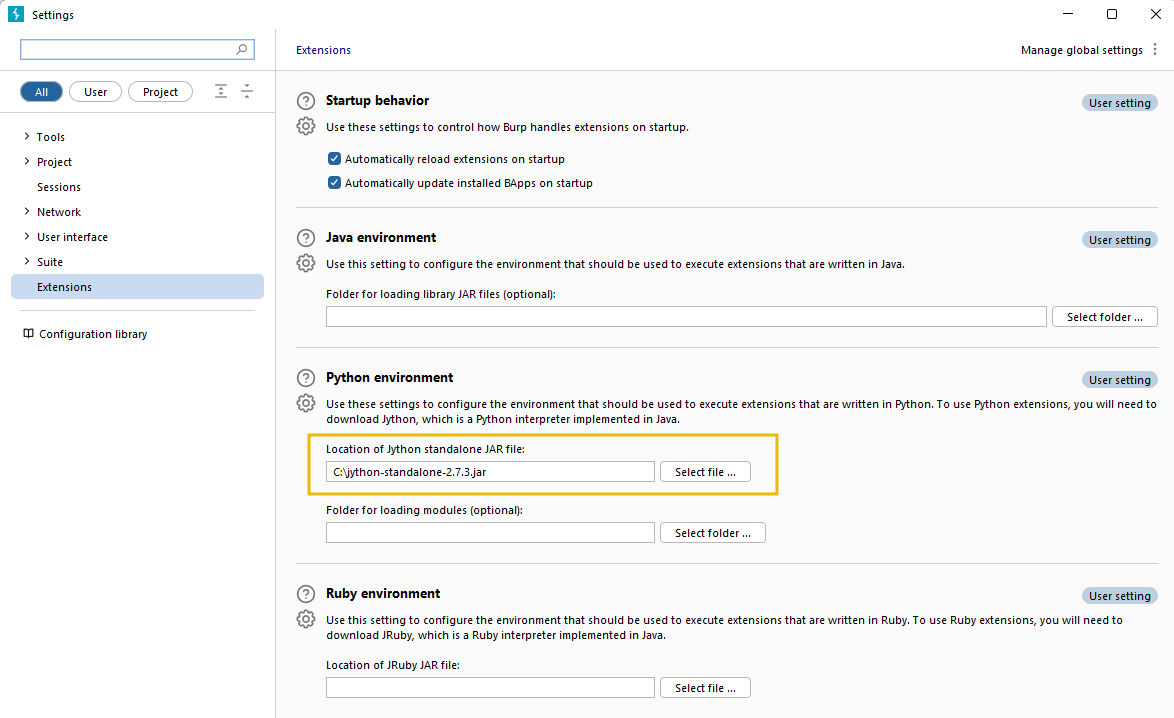 Settings
Extensions
Manage global settings
All
User
Project
Tools
Project
Sessions
Network
User interface
Suite
Extensions
Configuration library
Startup behavior
User setting
Use these settings to control how Burp handles extensions on startup.
Automatically reload extensions on startup
Automatically update installed BApps on startup
Java environment
User setting
Use this setting to configure the environment that should be used to execute extensions that are written in Java.
Folder for loading library JAR files (optional):
Select folder ...
Python environment
User setting
Use these settings to configure the environment that should be used to execute extensions that are written in Python. To use Python extensions, you will need to
download Jython, which is a Python interpreter implemented in Java.
Location of Jython standalone JAR file:
C:\jython-standalone-2.7.3.jar
Select file ...
Folder for loading modules (optional):
Select folder ...
Ruby environment
User setting
Use this setting to configure the environment that should be used to execute extensions that are written in Ruby. To use Ruby extensions, you will need to
download JRuby, which is a Ruby interpreter implemented in Java.
Location of JRuby JAR file:
Select file ...